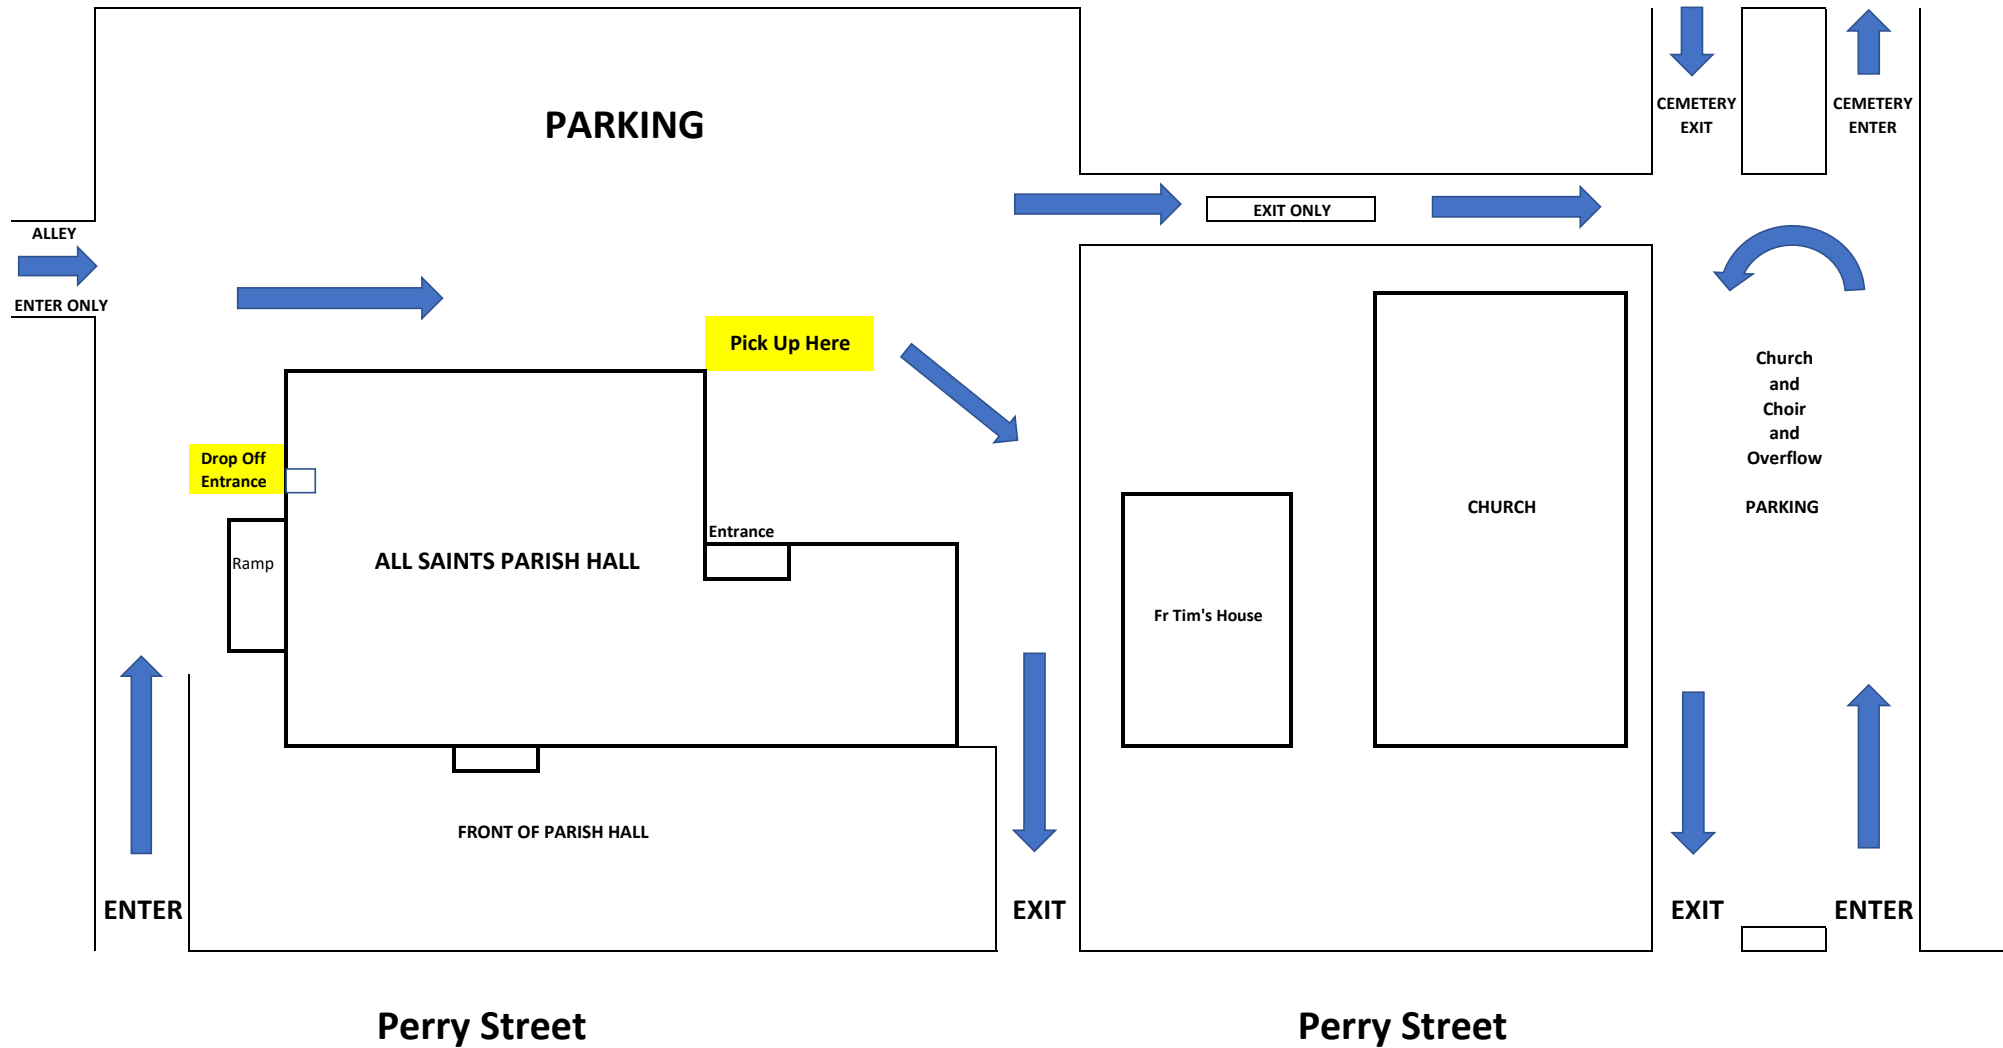 PARKING
CEMETERY
EXIT
CEMETERY
ENTER
EXIT ONLY
ALLEY
ENTER ONLY
Pick Up Here
Drop Off
Entrance
Ramp
ALL SAINTS PARISH HALL
Entrance
Fr Tim's House
CHURCH
Church
and
Choir
and
Overflow
PARKING
FRONT OF PARISH HALL
ENTER
EXIT
EXIT
ENTER
Perry Street
Perry Street